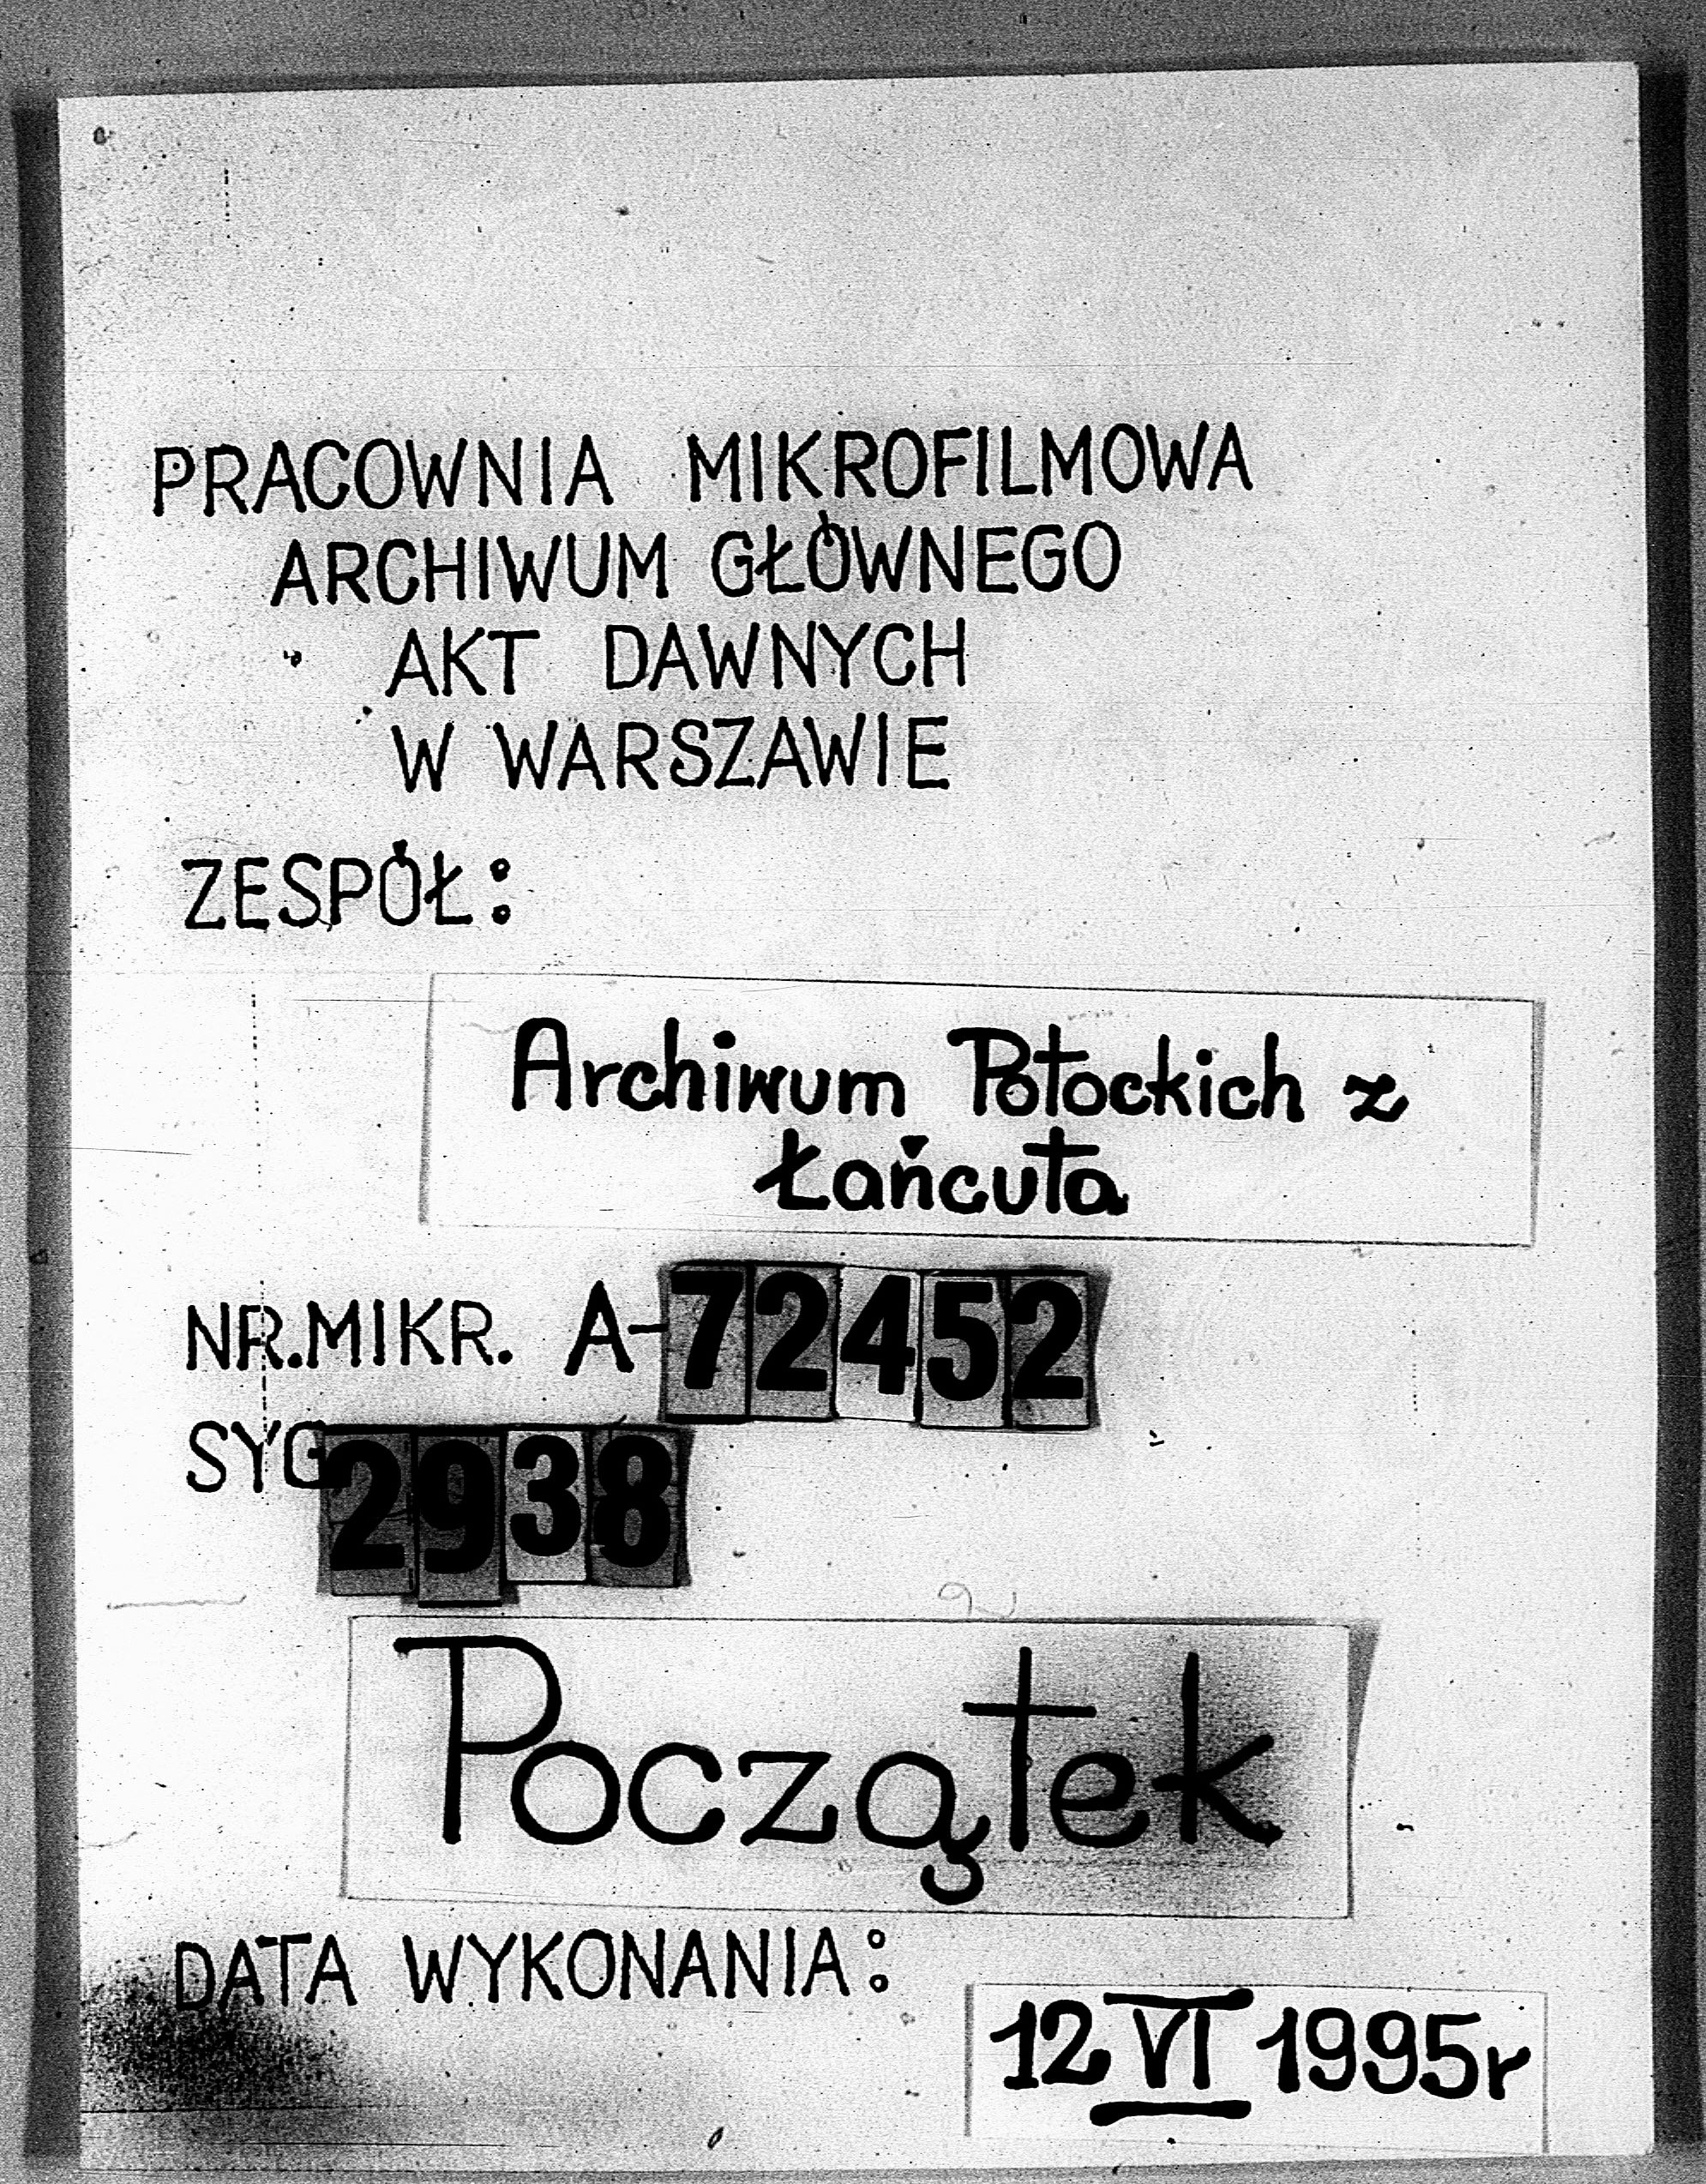 PRACOWNIA MIKROFILMOWA
ARCHIWUM GŁÓWNEGO
AKT DAWNYCH
W WARSZAWIE
ZESPÓŁ:
Archiwum Potockich z
Łańcuta
NR.MIKR. A-72452
SYG 2938
Początek
DATA WYKONANIA:
12 VI 1995r